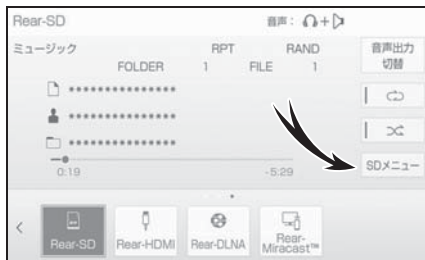 Rear-SD 音声：
ミュージック RPT RAND
FOLDER 1 FILE 1
音声出力
切替
***************
***************
***************
0:19 -5:29
SDメニュー
Rear-SD Rear-HDMI Rear-DLNA Rear-
Miracast™